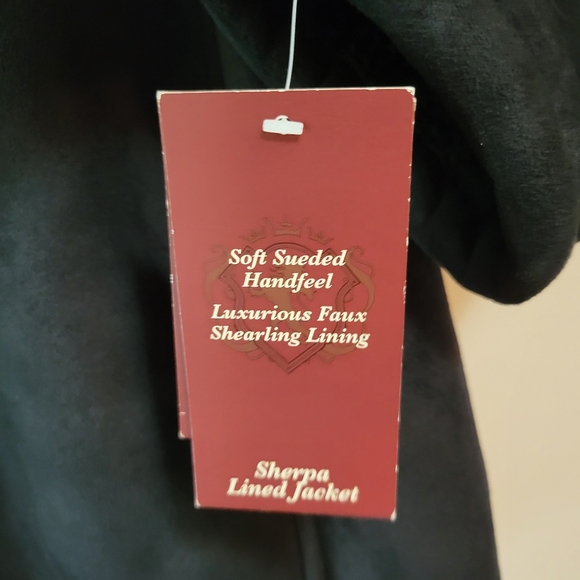 Soft Sueded
Handfeel
Luxurious Faux
Shearling Lining
Sherpa
Lined Jacket